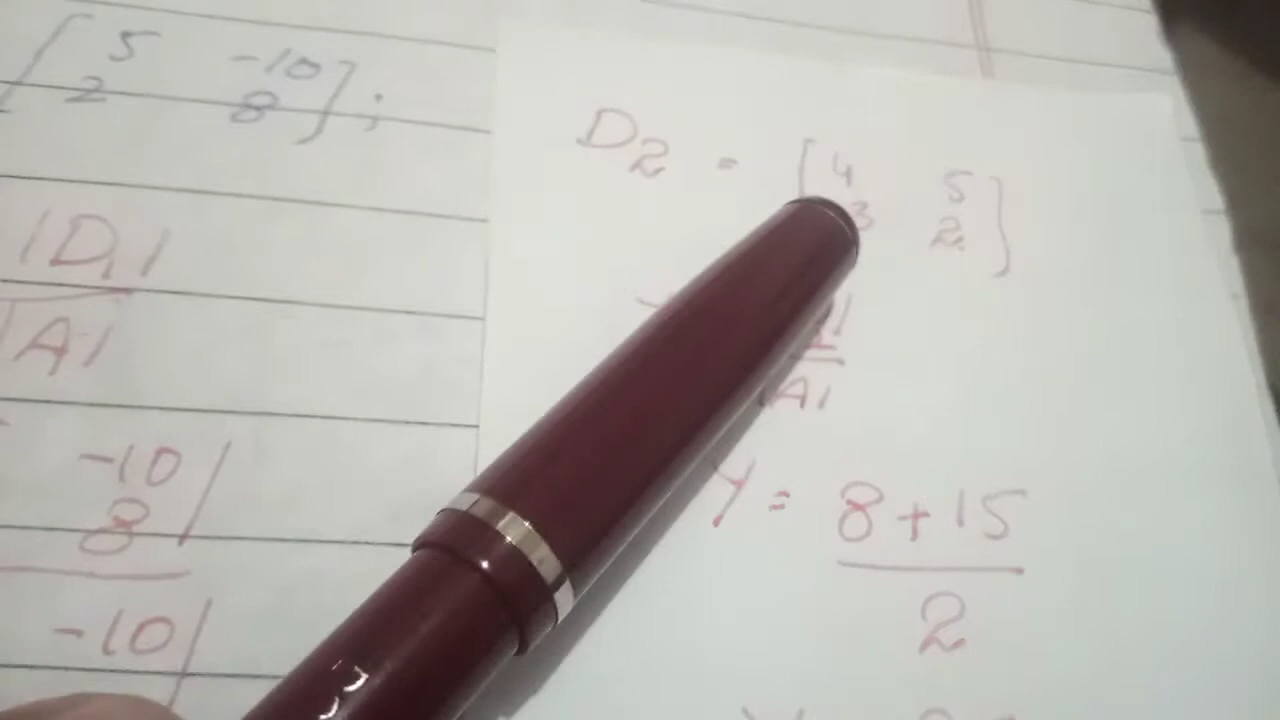 [ 5 -10
2 8 ] ;
|D1|
|A|
-10 |
8
-10 |
D2 = [ 4 5
3 2 ]
A|
Y = 8 + 15
2